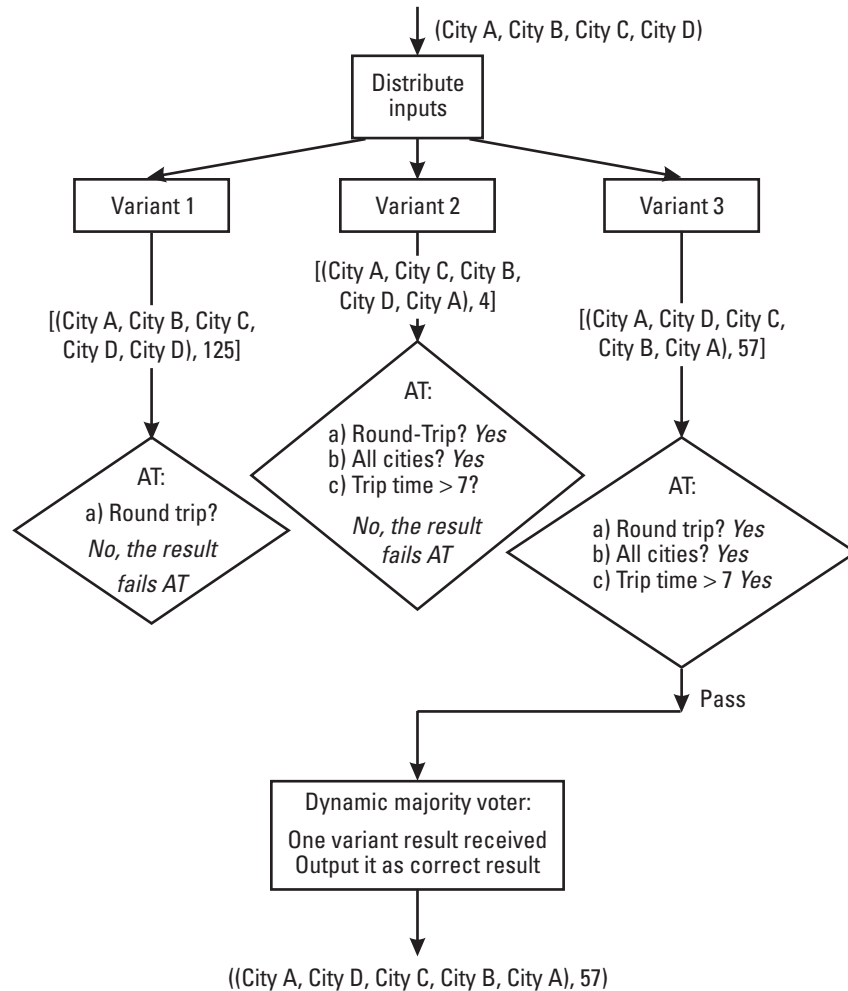 (City A, City B, City C, City D)
Distribute
inputs
Variant 1
Variant 2
Variant 3
[(City A, City B, City C,
City D, City D), 125]
[(City A, City C, City B,
City D, City A), 4]
[(City A, City D, City C,
City B, City A), 57]
AT:
a) Round trip?
No, the result
fails AT
AT:
a) Round-Trip? Yes
b) All cities? Yes
c) Trip time > 7?
No, the result
fails AT
AT:
a) Round trip? Yes
b) All cities? Yes
c) Trip time > 7 Yes
Pass
Dynamic majority voter:
One variant result received
Output it as correct result
((City A, City D, City C, City B, City A), 57)